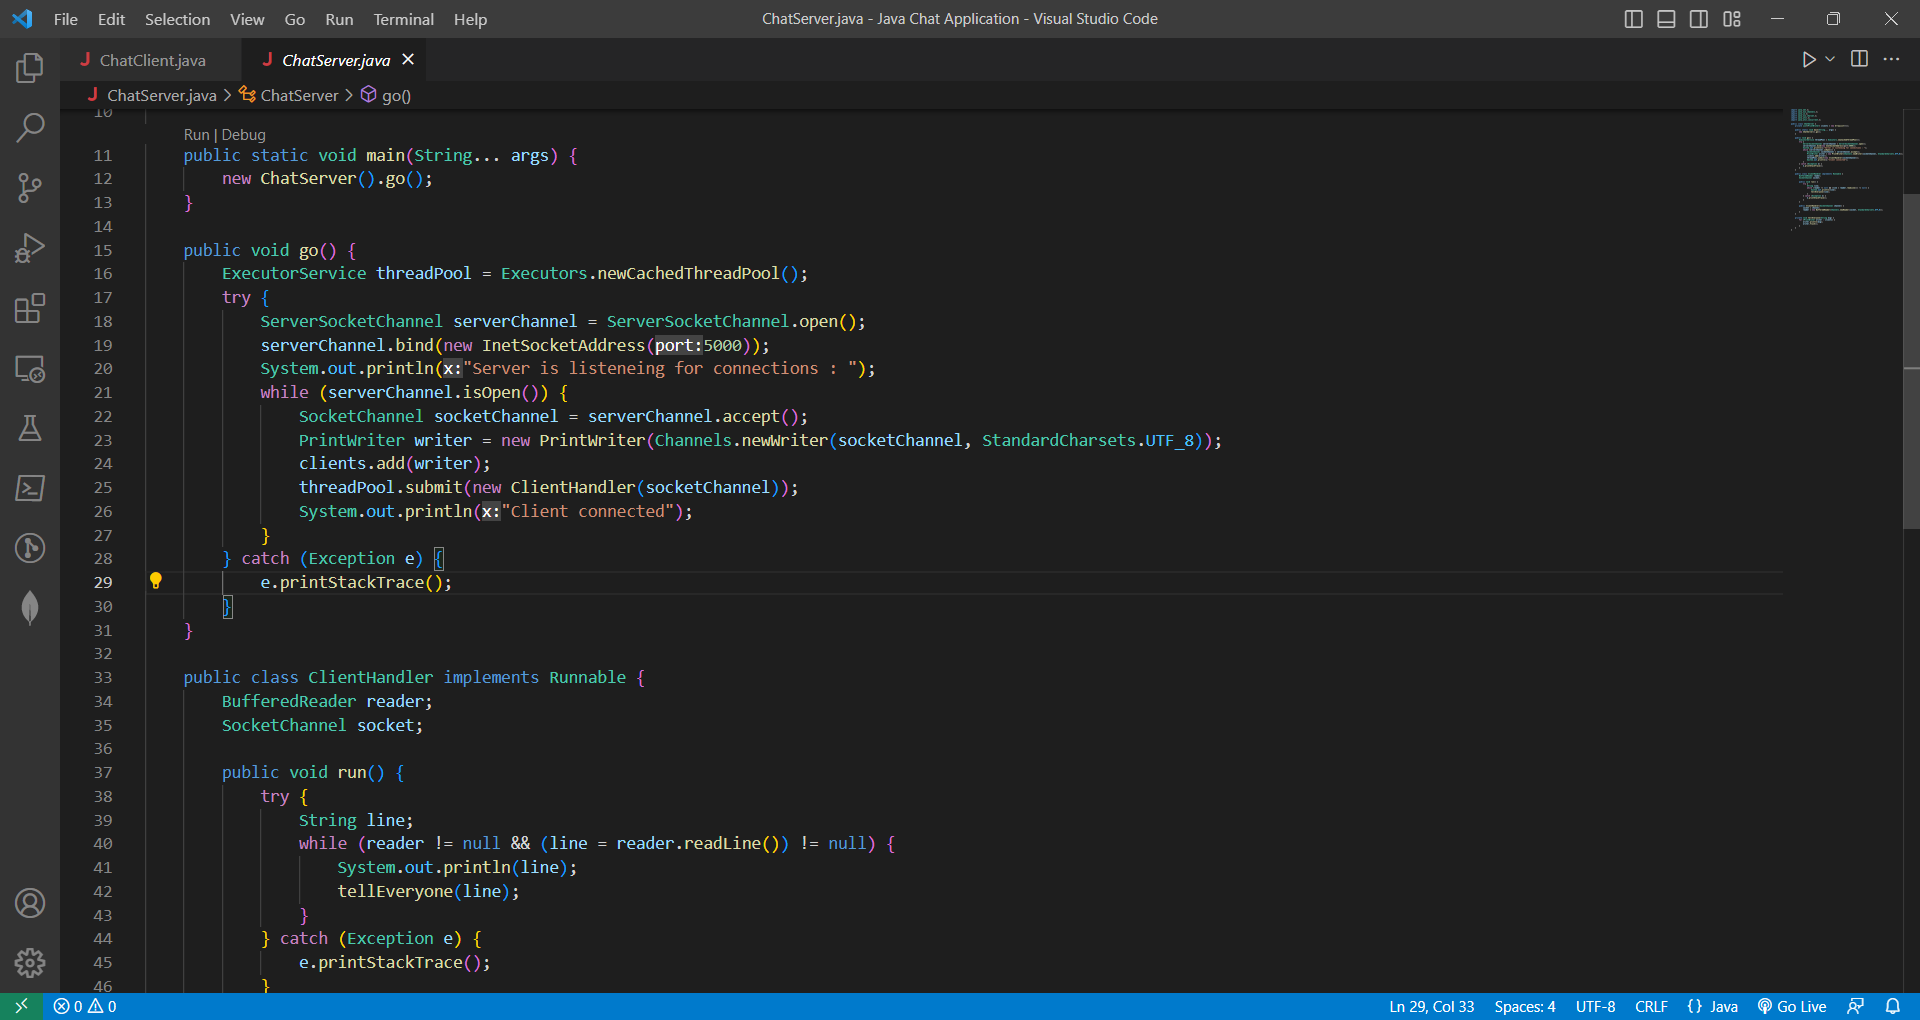 File Edit Selection View Go Run Terminal Help ChatServer.java - Java Chat Application - Visual Studio Code
ChatClient.java ChatServer.java
ChatServer.java > ChatServer > go()
10
Run | Debug
11 public static void main(String... args) {
12 new ChatServer().go();
13 }
14
15 public void go() {
16 ExecutorService threadPool = Executors.newCachedThreadPool();
17 try {
18 ServerSocketChannel serverChannel = ServerSocketChannel.open();
19 serverChannel.bind(new InetSocketAddress(port:5000));
20 System.out.println(x:"Server is listeneing for connections : ");
21 while (serverChannel.isOpen()) {
22 SocketChannel socketChannel = serverChannel.accept();
23 PrintWriter writer = new PrintWriter(Channels.newWriter(socketChannel, StandardCharsets.UTF_8));
24 clients.add(writer);
25 threadPool.submit(new ClientHandler(socketChannel));
26 System.out.println(x:"Client connected");
27 }
28 } catch (Exception e) {
29 e.printStackTrace();
30 }
31 }
32
33 public class ClientHandler implements Runnable {
34 BufferedReader reader;
35 SocketChannel socket;
36
37 public void run() {
38 try {
39 String line;
40 while (reader != null && (line = reader.readLine()) != null) {
41 System.out.println(line);
42 tellEveryone(line);
43 }
44 } catch (Exception e) {
45 e.printStackTrace();
46 }
0 0 Ln 29, Col 33 Spaces: 4 UTF-8 CRLF {} Java Go Live